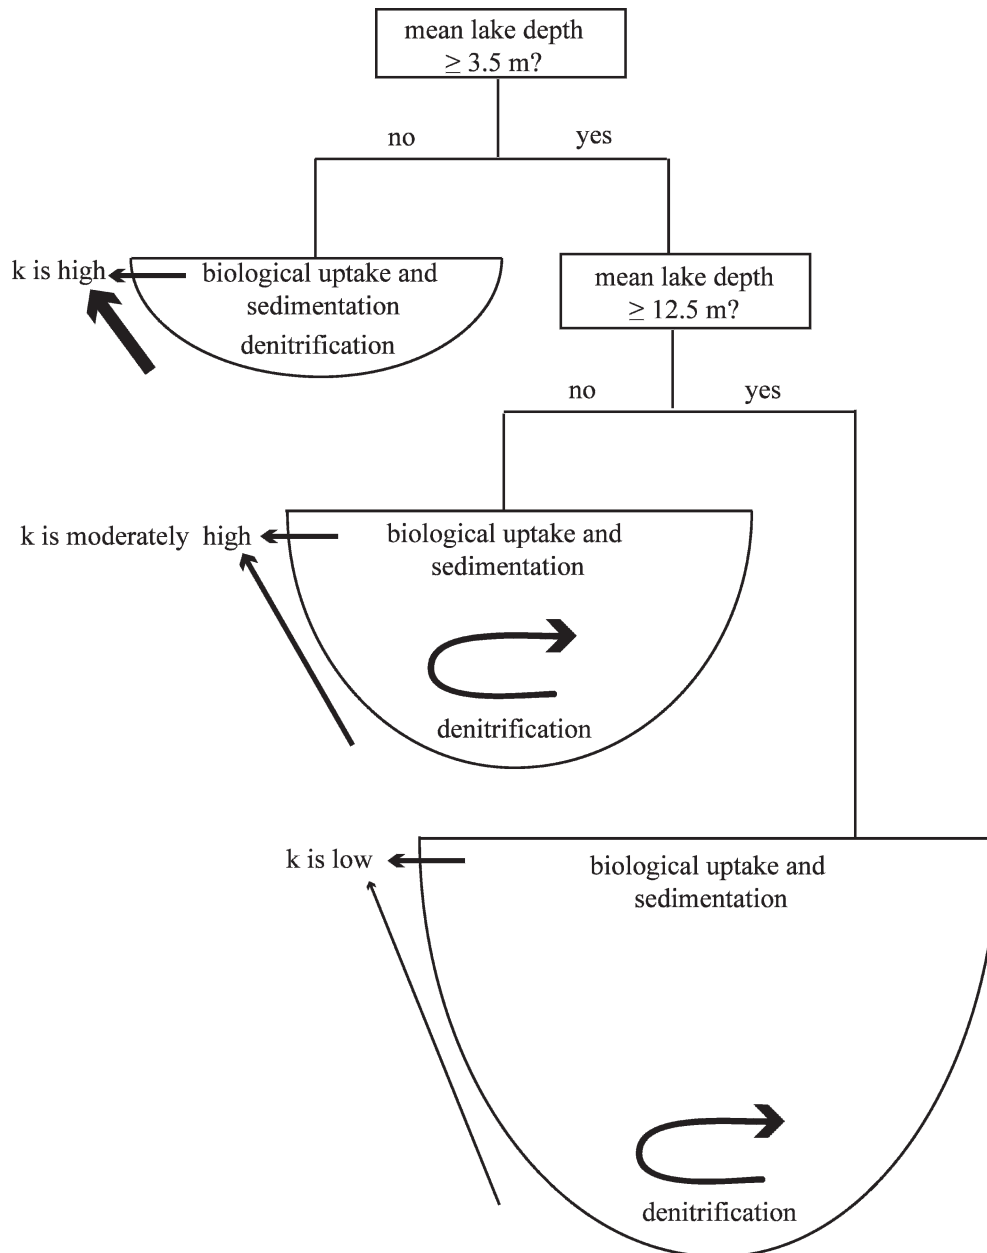 mean lake depth
≥ 3.5 m?
no
yes
k is high
biological uptake and
sedimentation
denitrification
mean lake depth
≥ 12.5 m?
no
yes
k is moderately high
biological uptake and
sedimentation
denitrification
k is low
biological uptake and
sedimentation
denitrification